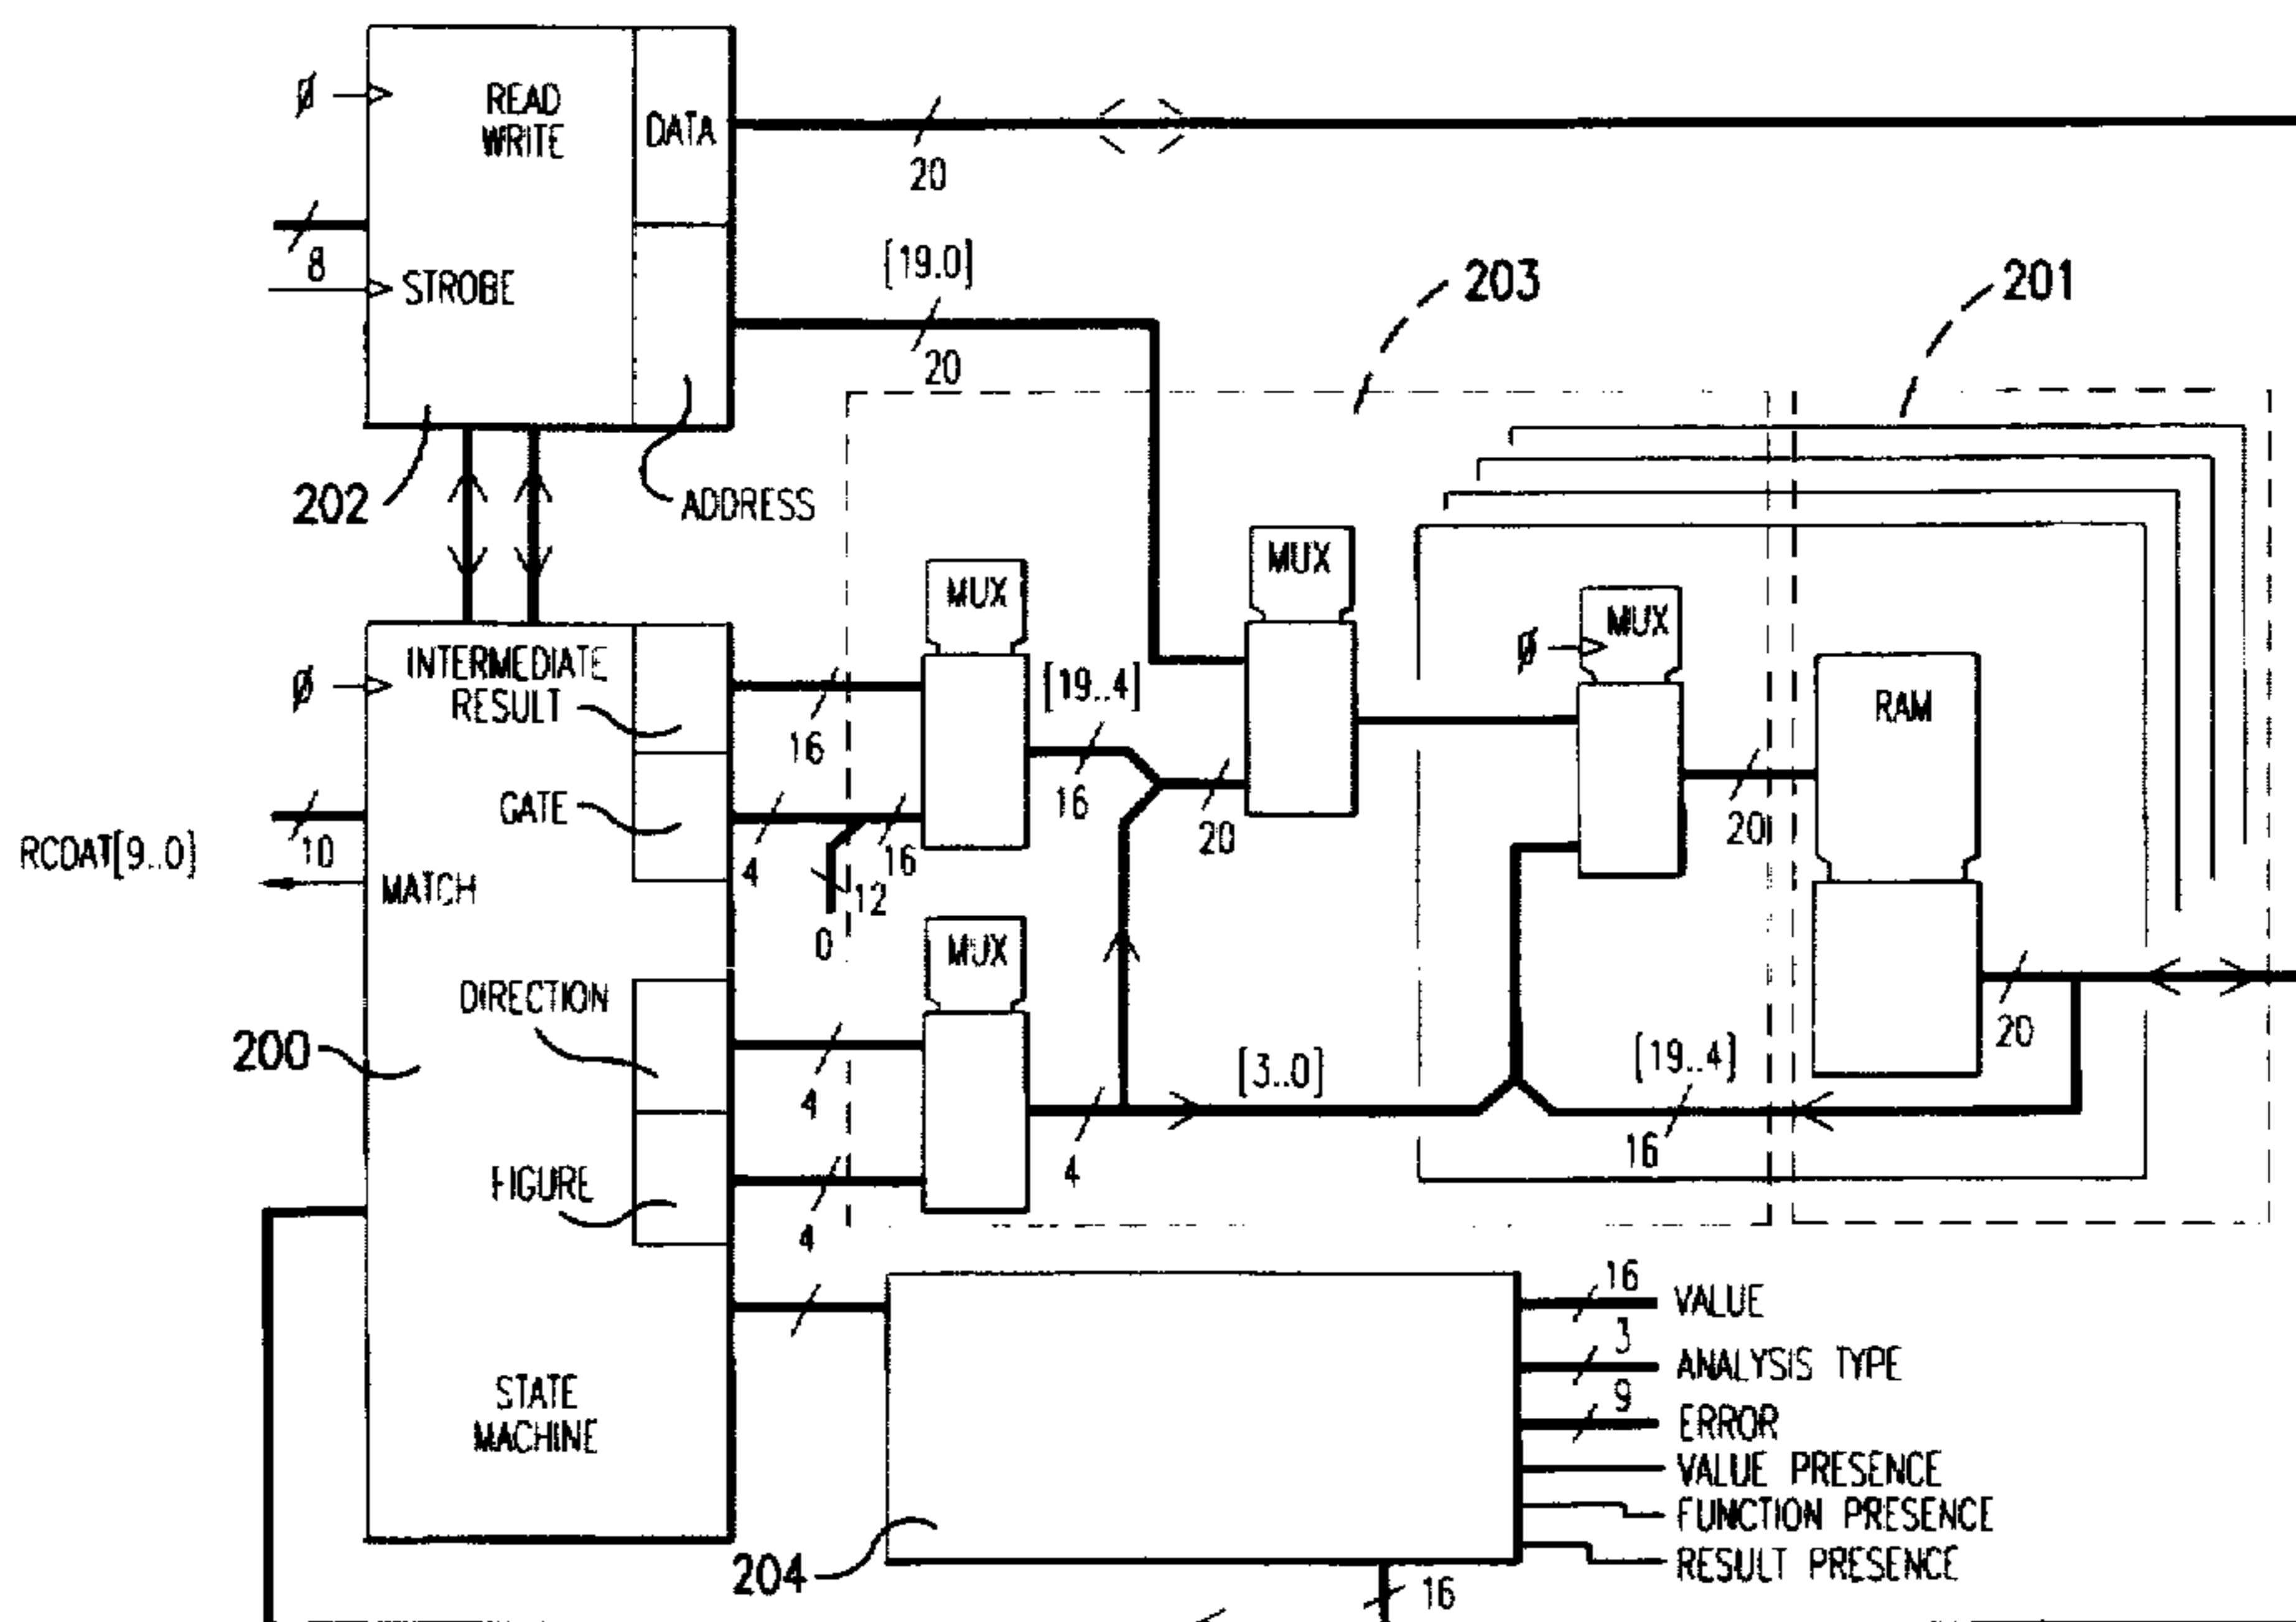 Ø
READ
WRITE
DATA
20
8
STROBE
[19.0]
20
203
201
202
ADDRESS
MUX
MUX
MUX
Ø
RAM
Ø
INTERMEDIATE
RESULT
16
[19..4]
16
20
20
GATE
4
16
12
0
RCDAT[9..0]
10
MATCH
MUX
DIRECTION
200
4
[3..0]
[19..4]
20
4
16
FIGURE
4
16
VALUE
3
ANALYSIS TYPE
9
ERROR
VALUE PRESENCE
FUNCTION PRESENCE
RESULT PRESENCE
STATE
MACHINE
204
16